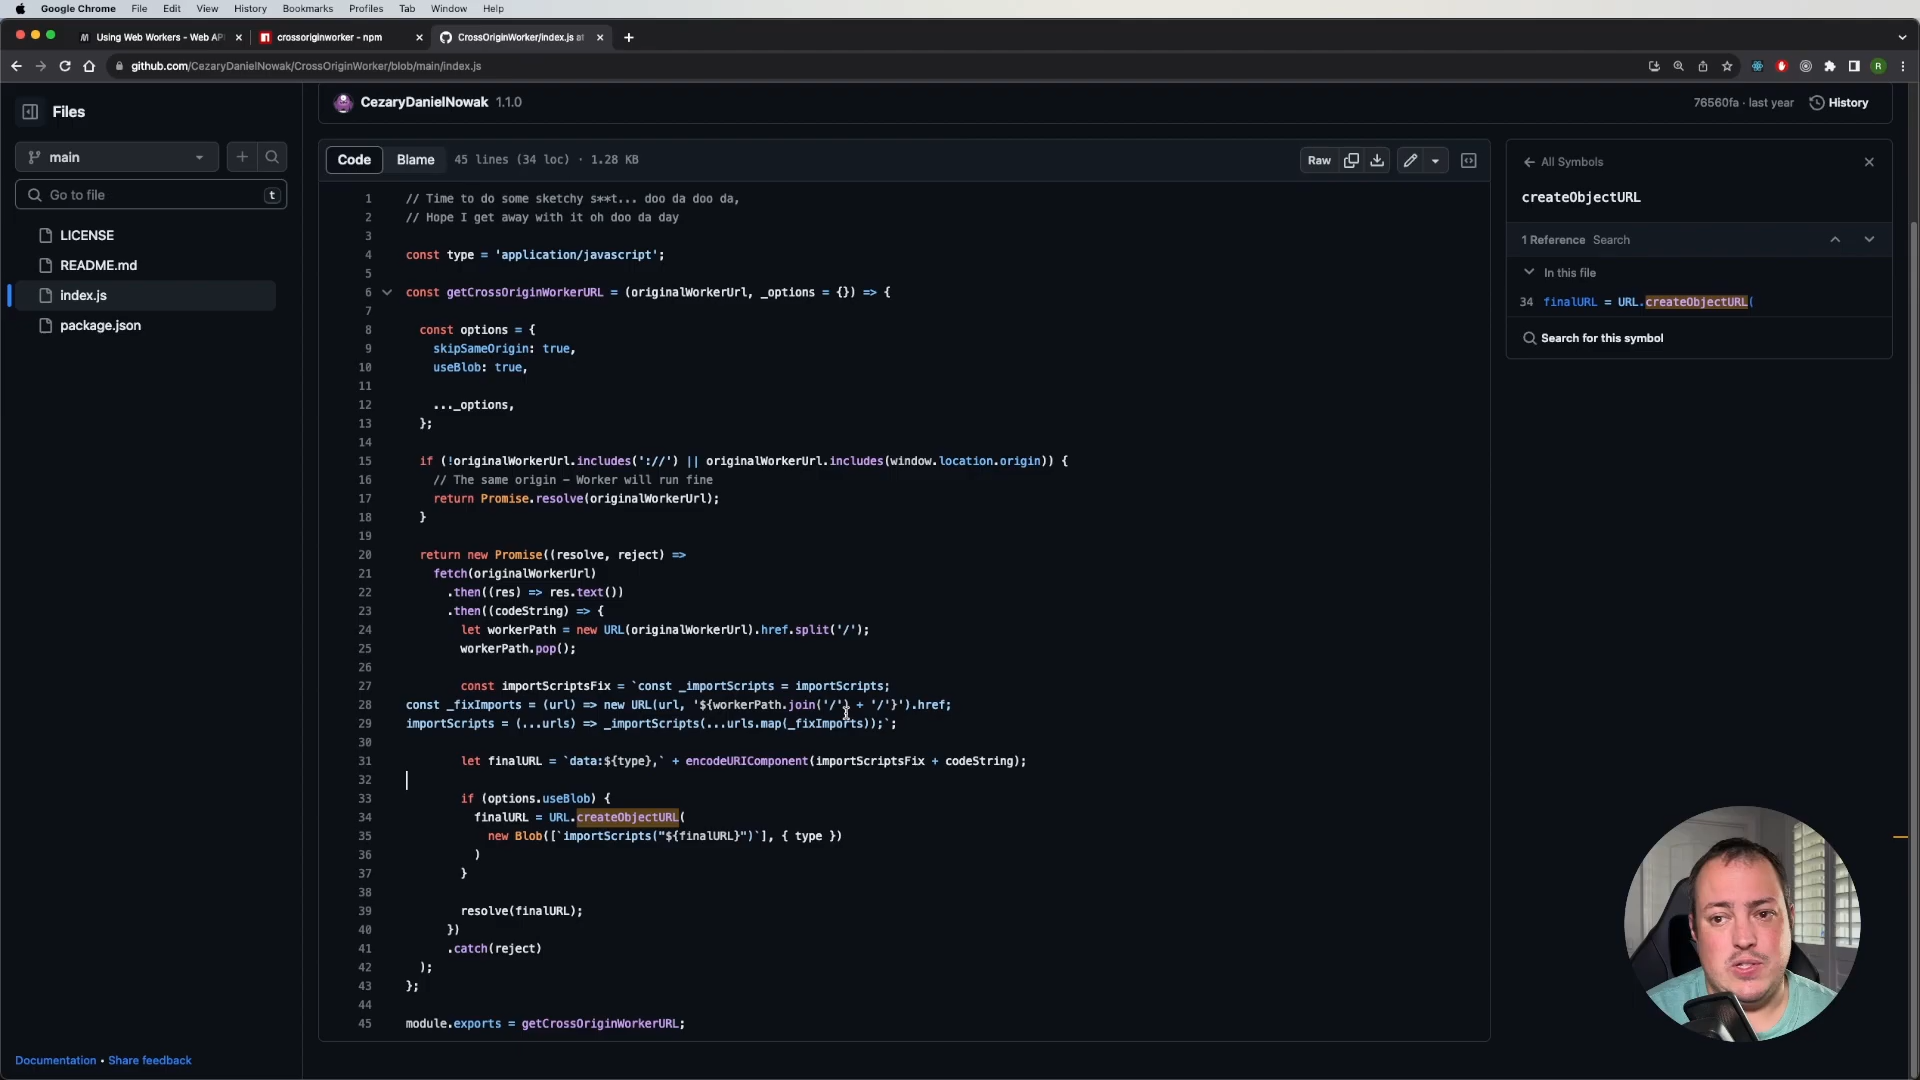 Google Chrome File Edit View History Bookmarks Profiles Tab Window Help
Using Web Workers - Web AP
crossoriginworker - npm
CrossOriginWorker/index.js at
github.com/CezaryDanielNowak/CrossOriginWorker/blob/main/index.js
R
Files
main
Go to file
t
LICENSE
README.md
index.js
package.json
Documentation • Share feedback
CezaryDanielNowak 1.1.0
76560fa · last year
History
Code Blame 45 lines (34 loc) · 1.28 KB
Raw
1 // Time to do some sketchy s**t... doo da doo da,
2 // Hope I get away with it oh doo da day
3
4 const type = 'application/javascript';
5
6 const getCrossOriginWorkerURL = (originalWorkerUrl, _options = {}) => {
7
8 const options = {
9 skipSameOrigin: true,
10 useBlob: true,
11
12 ..._options,
13 };
14
15 if (!originalWorkerUrl.includes('://') || originalWorkerUrl.includes(window.location.origin)) {
16 // The same origin - Worker will run fine
17 return Promise.resolve(originalWorkerUrl);
18 }
19
20 return new Promise((resolve, reject) =>
21 fetch(originalWorkerUrl)
22 .then((res) => res.text())
23 .then((codeString) => {
24 let workerPath = new URL(originalWorkerUrl).href.split('/');
25 workerPath.pop();
26
27 const importScriptsFix = `const _importScripts = importScripts;
28 const _fixImports = (url) => new URL(url, '${workerPath.join('/') + '/'}').href;
29 importScripts = (...urls) => _importScripts(...urls.map(_fixImports));`;
30
31 let finalURL = `data:${type},` + encodeURIComponent(importScriptsFix + codeString);
32
33 if (options.useBlob) {
34 finalURL = URL.createObjectURL(
35 new Blob([`importScripts("${finalURL}")`], { type })
36 )
37 }
38
39 resolve(finalURL);
40 })
41 .catch(reject)
42 );
43 };
44
45 module.exports = getCrossOriginWorkerURL;
All Symbols
createObjectURL
1 Reference Search
In this file
34 finalURL = URL.createObjectURL(
Search for this symbol